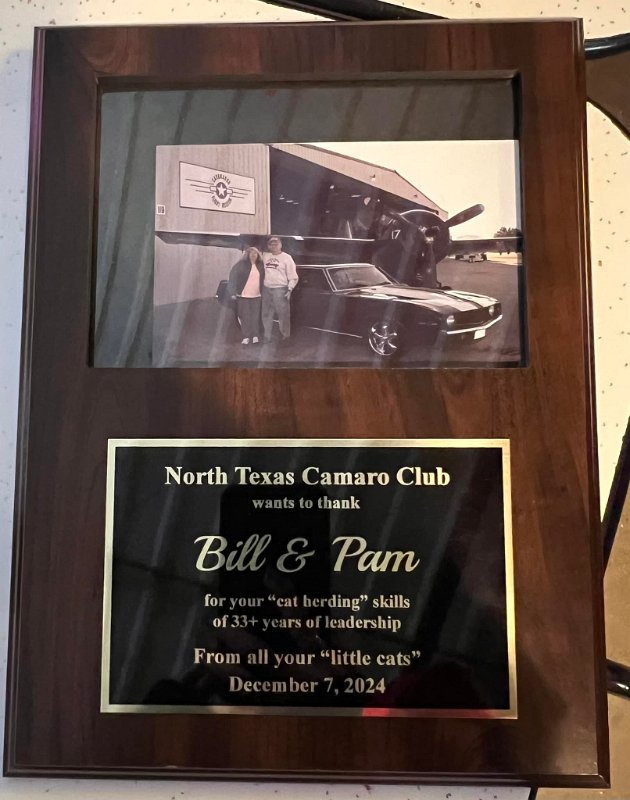 17
North Texas Camaro Club
wants to thank
Bill & Pam
for your “cat herding” skills
of 33+ years of leadership
From all your “little cats”
December 7, 2024